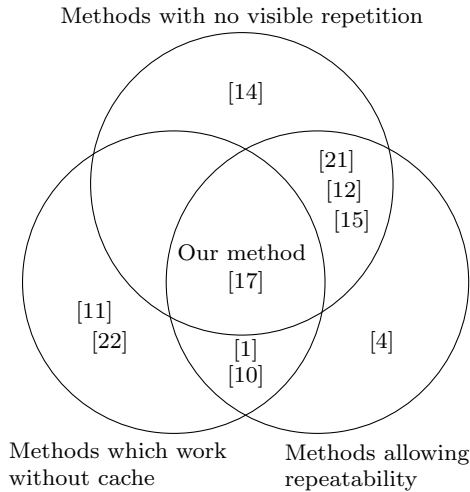 Methods with no visible repetition
[14]
[21]
[12]
[15]
Our method
[17]
[11]
[22]
[1]
[10]
[4]
Methods which work
without cache
Methods allowing
repeatability